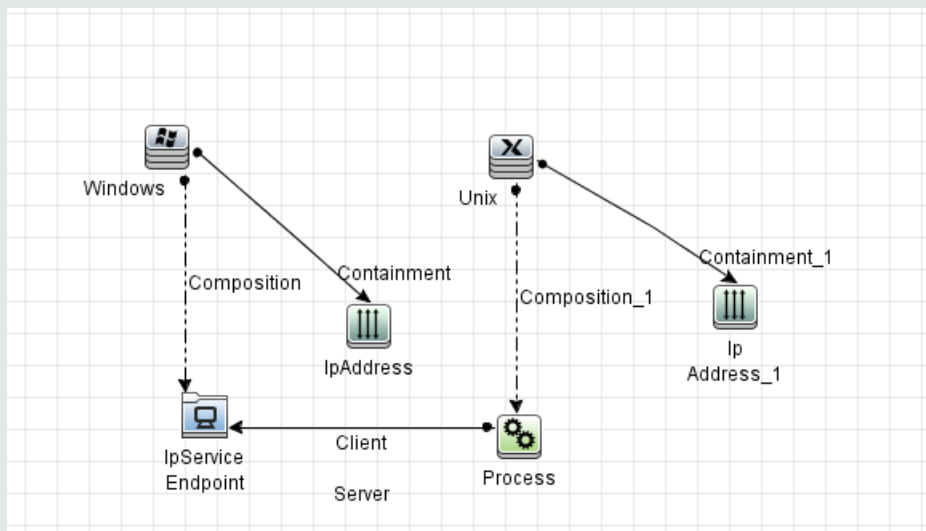 Windows
Unix
Containment
Containment_1
Composition
Composition_1
IpAddress
Ip
Address_1
IpService
Endpoint
Client
Server
Process